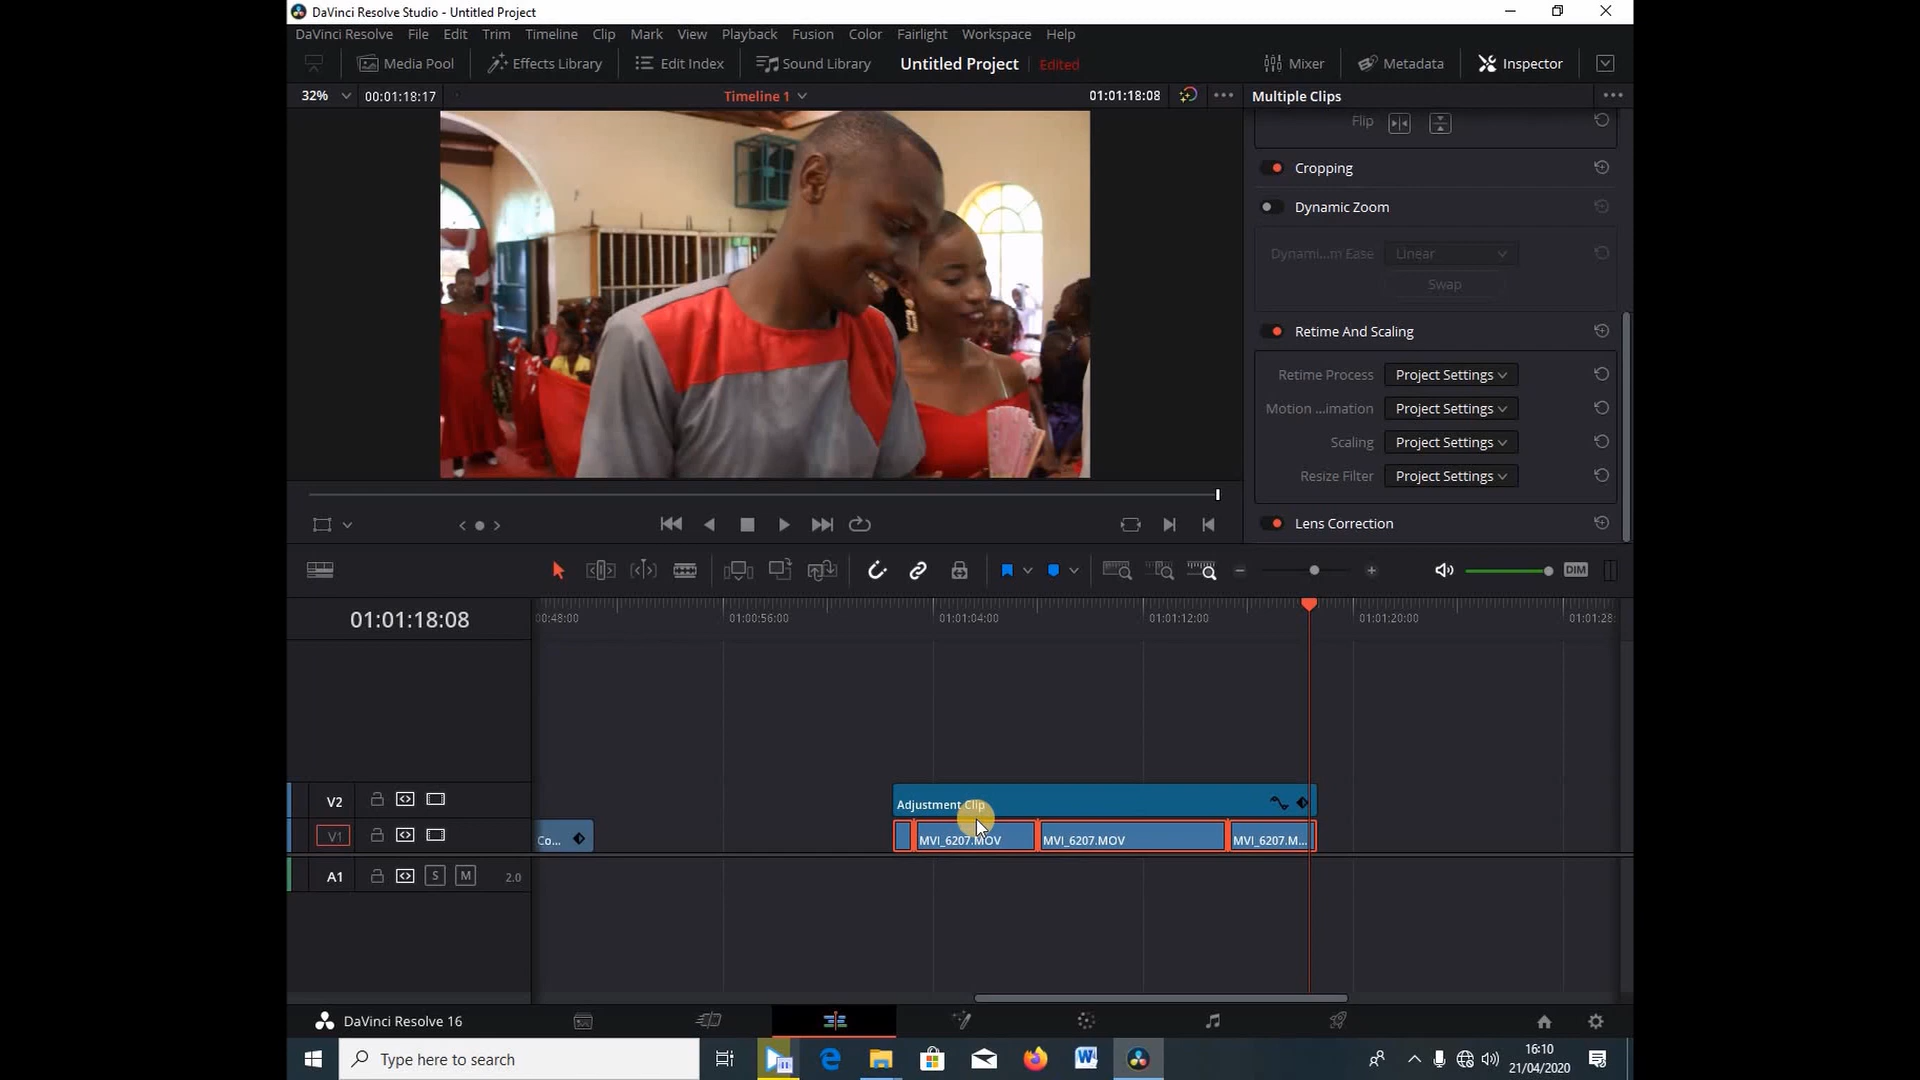 DaVinci Resolve Studio - Untitled Project
DaVinci Resolve File Edit Trim Timeline Clip Mark View Playback Fusion Color Fairlight Workspace Help
Media Pool Effects Library Edit Index Sound Library Untitled Project Edited Mixer Metadata Inspector
32% 00:01:18:17 Timeline 1 01:01:18:08 Multiple Clips
Flip
Cropping
Dynamic Zoom
Dynami...m Ease Linear
Swap
Retime And Scaling
Retime Process Project Settings
Motion ...imation Project Settings
Scaling Project Settings
Resize Filter Project Settings
Lens Correction
DIM
01:01:18:08 00:48:00 01:00:56:00 01:01:04:00 01:01:12:00 01:01:20:00 01:01:28:
V2 Adjustment Clip
V1 Co... MVI_6207.MOV MVI_6207.MOV MVI_6207.M...
A1 S M 2.0
DaVinci Resolve 16
Type here to search
16:10
21/04/2020